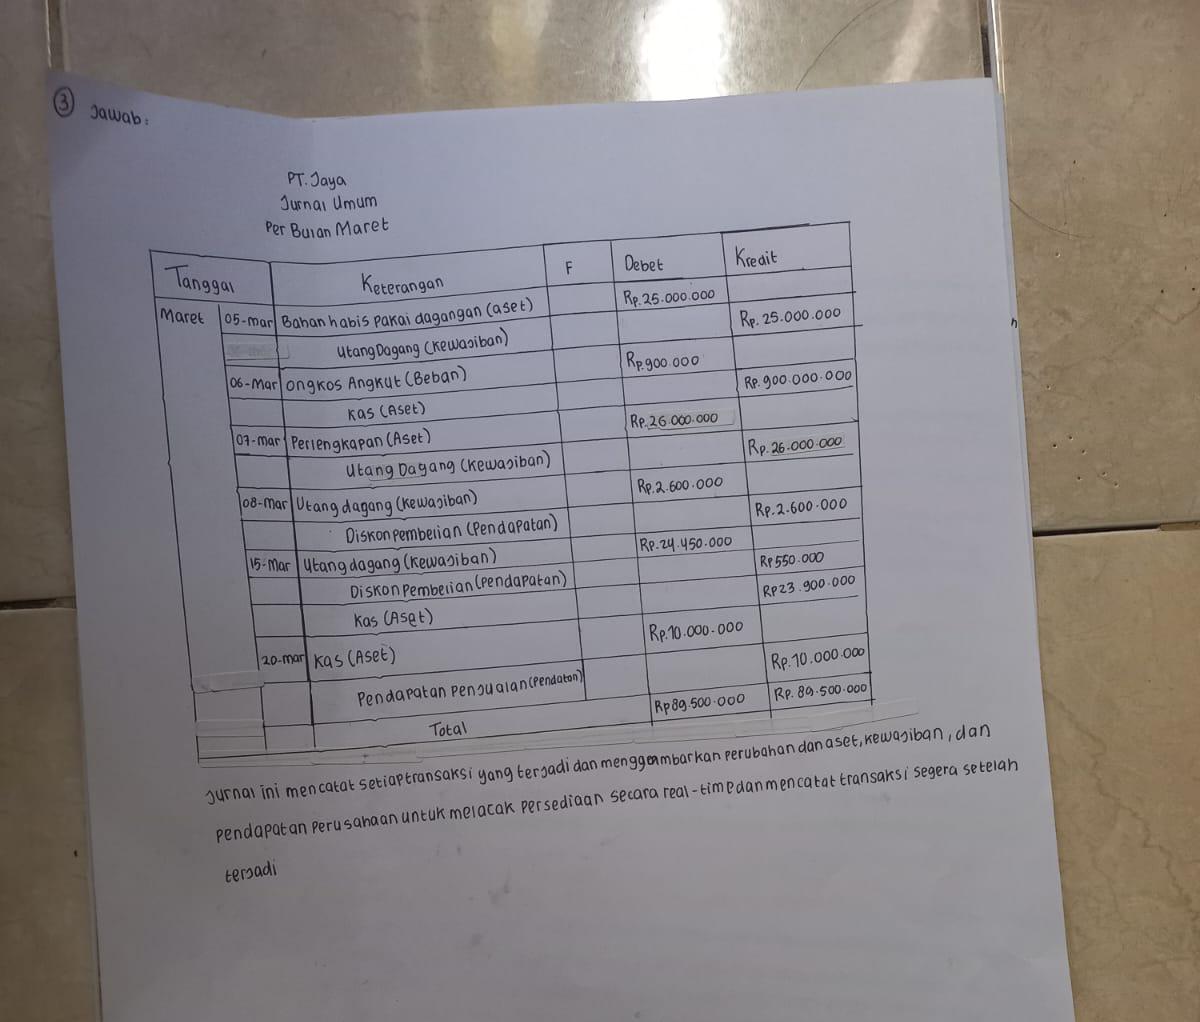 ③ Jawab:
PT. Jaya
Jurnal Umum
Per Bulan Maret
Tanggal Keterangan F Debet Kredit
Maret 05-mar Bahan habis pakai dagangan (aset) Rp.25.000.000
Utang Dagang (Kewajiban) Rp. 25.000.000
06-Mar Ongkos Angkut (Beban) Rp.900.000
Kas (Aset) Rp.900.000.000
07-mar Perlengkapan (Aset) Rp.26.000.000
Utang Dagang (Kewajiban) Rp.26.000.000
08-mar Utang dagang (Kewajiban) Rp.2.600.000
Diskon pembelian (Pendapatan) Rp.2.600.000
15-Mar Utang dagang (Kewajiban) Rp.24.450.000
Diskon Pembelian (Pendapatan) Rp550.000
Kas (Aset) Rp23.900.000
20-mar Kas (Aset) Rp.10.000.000
Pendapatan Penjualan (Pendatan) Rp.10.000.000
Total Rp89.500.000 Rp.89.500.000
Jurnal ini mencatat setiap transaksi yang terjadi dan menggambarkan perubahan dan aset, kewajiban, dan
pendapatan perusahaan untuk melacak persediaan secara real-time dan mencatat transaksi segera setelah
terjadi